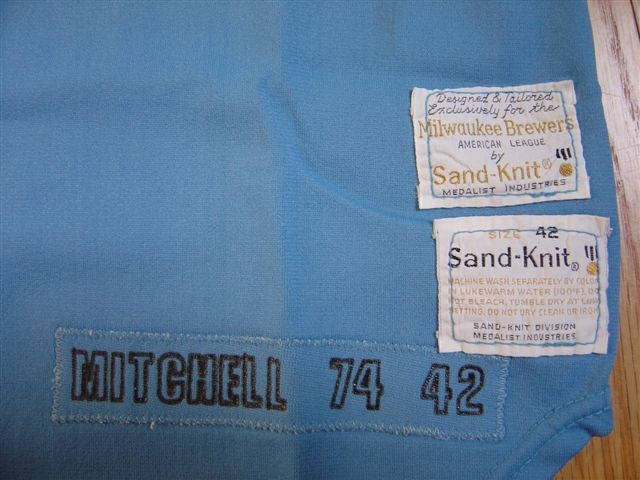 Designed & Tailored
Exclusively for the
Milwaukee Brewers
AMERICAN LEAGUE
by
Sand-Knit®
MEDALIST INDUSTRIES
SIZE 42
Sand-Knit®
MACHINE WASH SEPARATELY BY COLOR
IN LUKEWARM WATER (100°F). DO
NOT BLEACH, TUMBLE DRY AT LOW
SETTING. DO NOT DRY CLEAN OR IRON
SAND-KNIT DIVISION
MEDALIST INDUSTRIES
MITCHELL 74 42